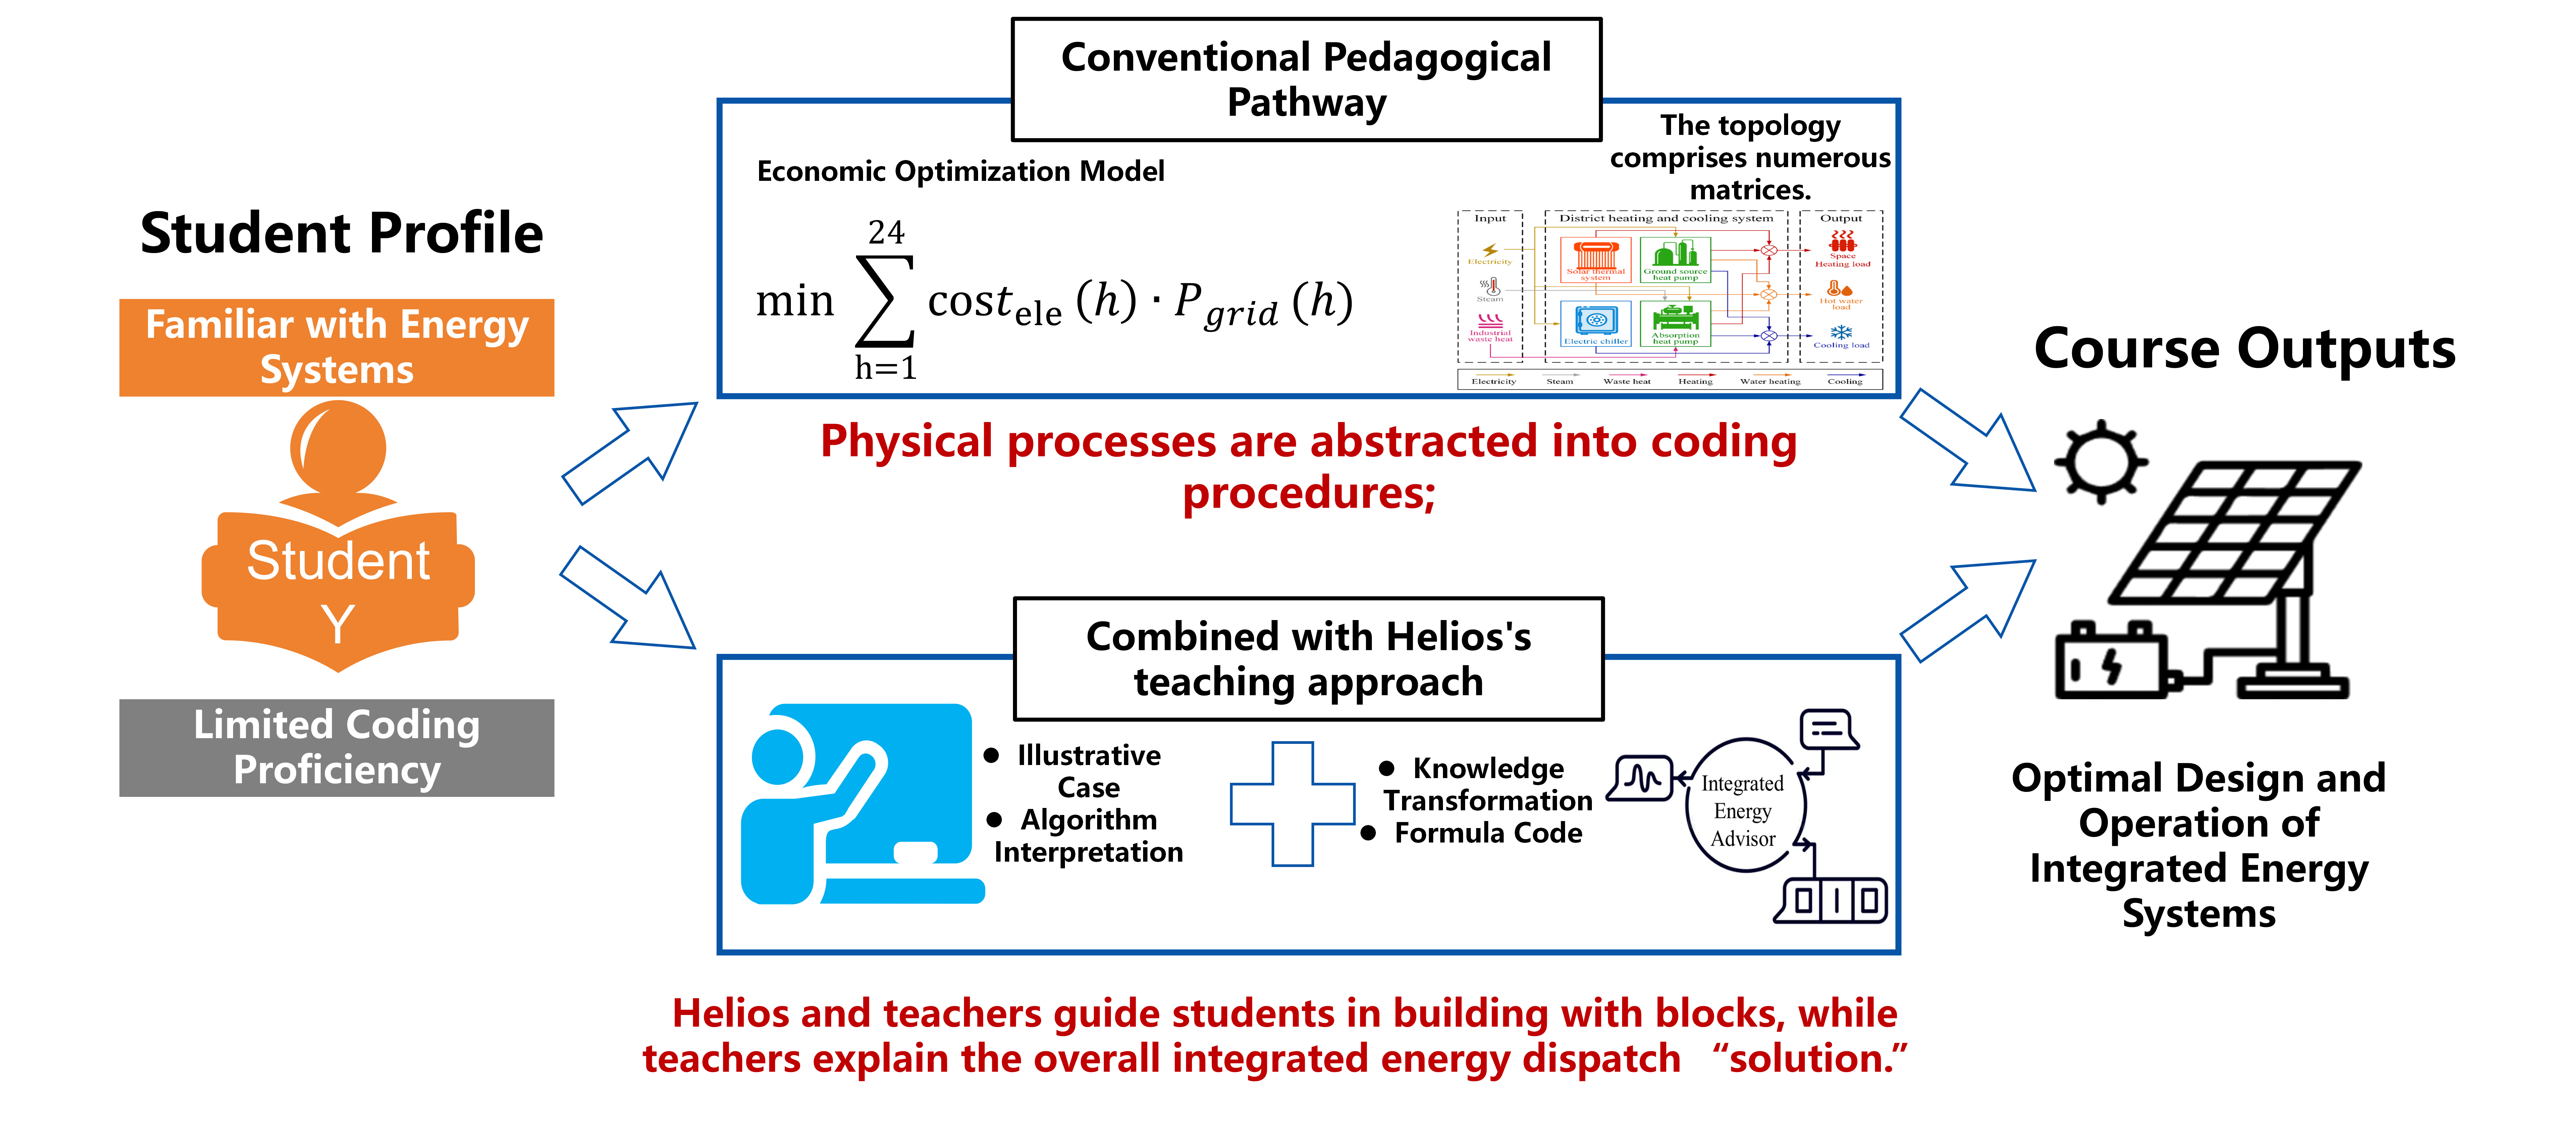 Student Profile
Familiar with Energy
Systems
Student
Y
Limited Coding
Proficiency
Conventional Pedagogical
Pathway
Economic Optimization Model
min ∑ cost_ele (h) · P_grid (h)
24
h=1
The topology
comprises numerous
matrices.
Input
District heating and cooling system
Output
Electricity
Steam
Industrial
waste heat
Solar thermal
system
Ground source
heat pump
Electric chiller
Absorption
heat pump
Space
Heating load
Hot water
load
Cooling load
Electricity
Steam
Waste heat
Heating
Water heating
Cooling
Physical processes are abstracted into coding
procedures;
Combined with Helios's
teaching approach
● Illustrative
Case
● Algorithm
Interpretation
● Knowledge
Transformation
● Formula Code
Integrated
Energy
Advisor
Helios and teachers guide students in building with blocks, while
teachers explain the overall integrated energy dispatch “solution.”
Course Outputs
Optimal Design and
Operation of
Integrated Energy
Systems